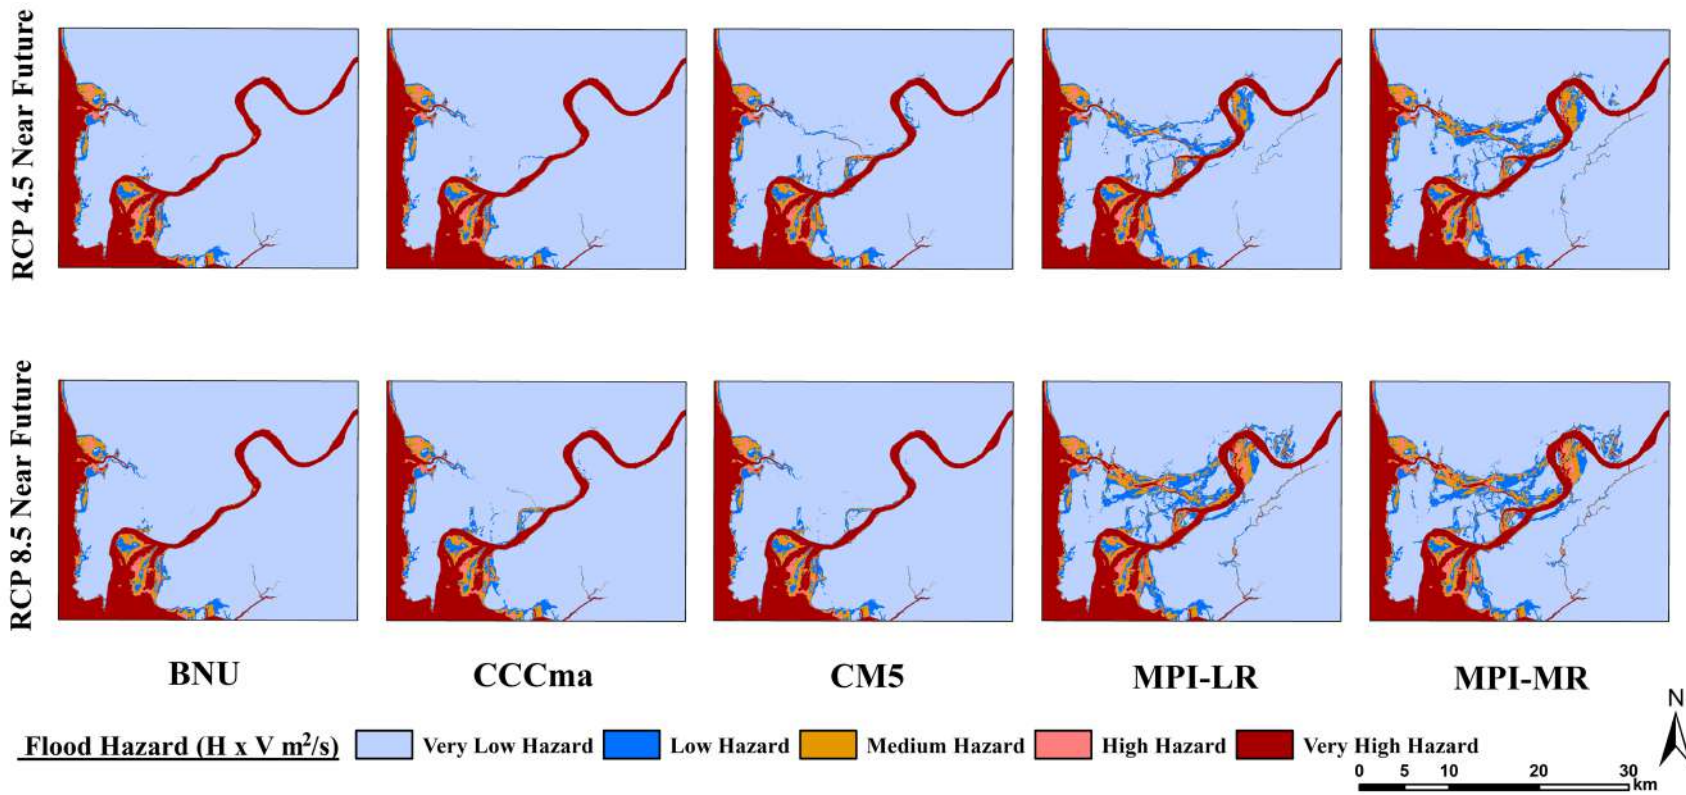 RCP 4.5 Near Future
RCP 8.5 Near Future
BNU CCCma CM5 MPI-LR MPI-MR
Flood Hazard (H x V m²/s) Very Low Hazard Low Hazard Medium Hazard High Hazard Very High Hazard
N
0 5 10 20 30
km